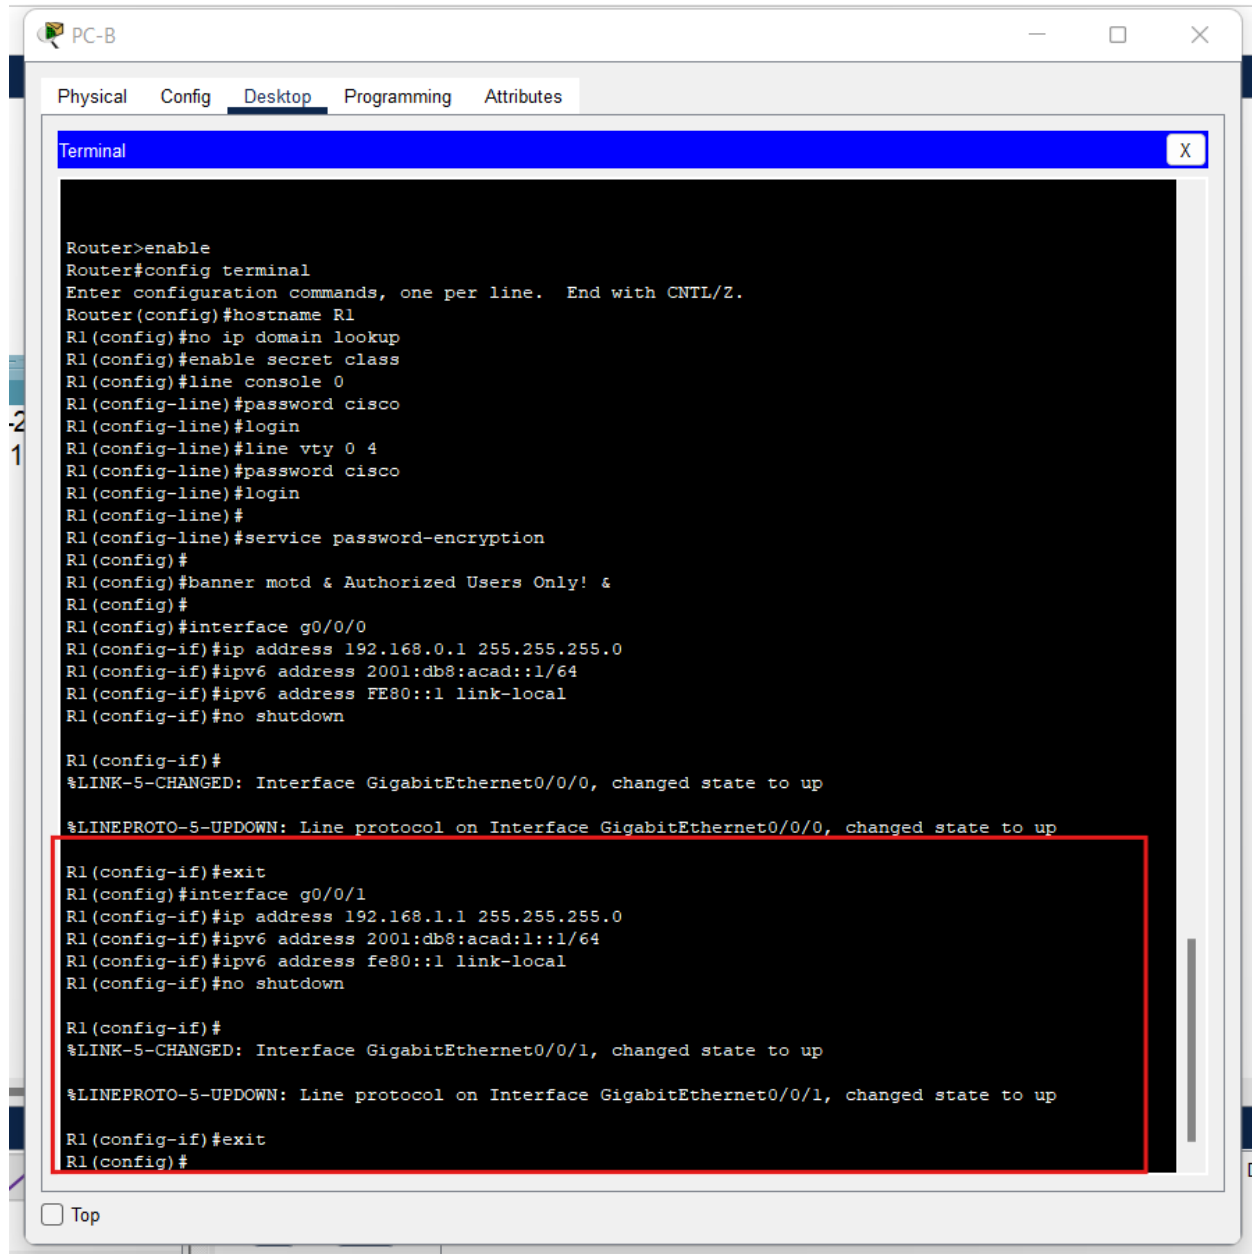 PC-B
Physical Config Desktop Programming Attributes
Terminal X
Router>enable
Router#config terminal
Enter configuration commands, one per line.  End with CNTL/Z.
Router(config)#hostname R1
R1(config)#no ip domain lookup
R1(config)#enable secret class
R1(config)#line console 0
R1(config-line)#password cisco
R1(config-line)#login
R1(config-line)#line vty 0 4
R1(config-line)#password cisco
R1(config-line)#login
R1(config-line)#
R1(config-line)#service password-encryption
R1(config)#
R1(config)#banner motd & Authorized Users Only! &
R1(config)#
R1(config)#interface g0/0/0
R1(config-if)#ip address 192.168.0.1 255.255.255.0
R1(config-if)#ipv6 address 2001:db8:acad::1/64
R1(config-if)#ipv6 address FE80::1 link-local
R1(config-if)#no shutdown
R1(config-if)#
%LINK-5-CHANGED: Interface GigabitEthernet0/0/0, changed state to up
%LINEPROTO-5-UPDOWN: Line protocol on Interface GigabitEthernet0/0/0, changed state to up
R1(config-if)#exit
R1(config)#interface g0/0/1
R1(config-if)#ip address 192.168.1.1 255.255.255.0
R1(config-if)#ipv6 address 2001:db8:acad:1::1/64
R1(config-if)#ipv6 address fe80::1 link-local
R1(config-if)#no shutdown
R1(config-if)#
%LINK-5-CHANGED: Interface GigabitEthernet0/0/1, changed state to up
%LINEPROTO-5-UPDOWN: Line protocol on Interface GigabitEthernet0/0/1, changed state to up
R1(config-if)#exit
R1(config)#
Top
-2
1